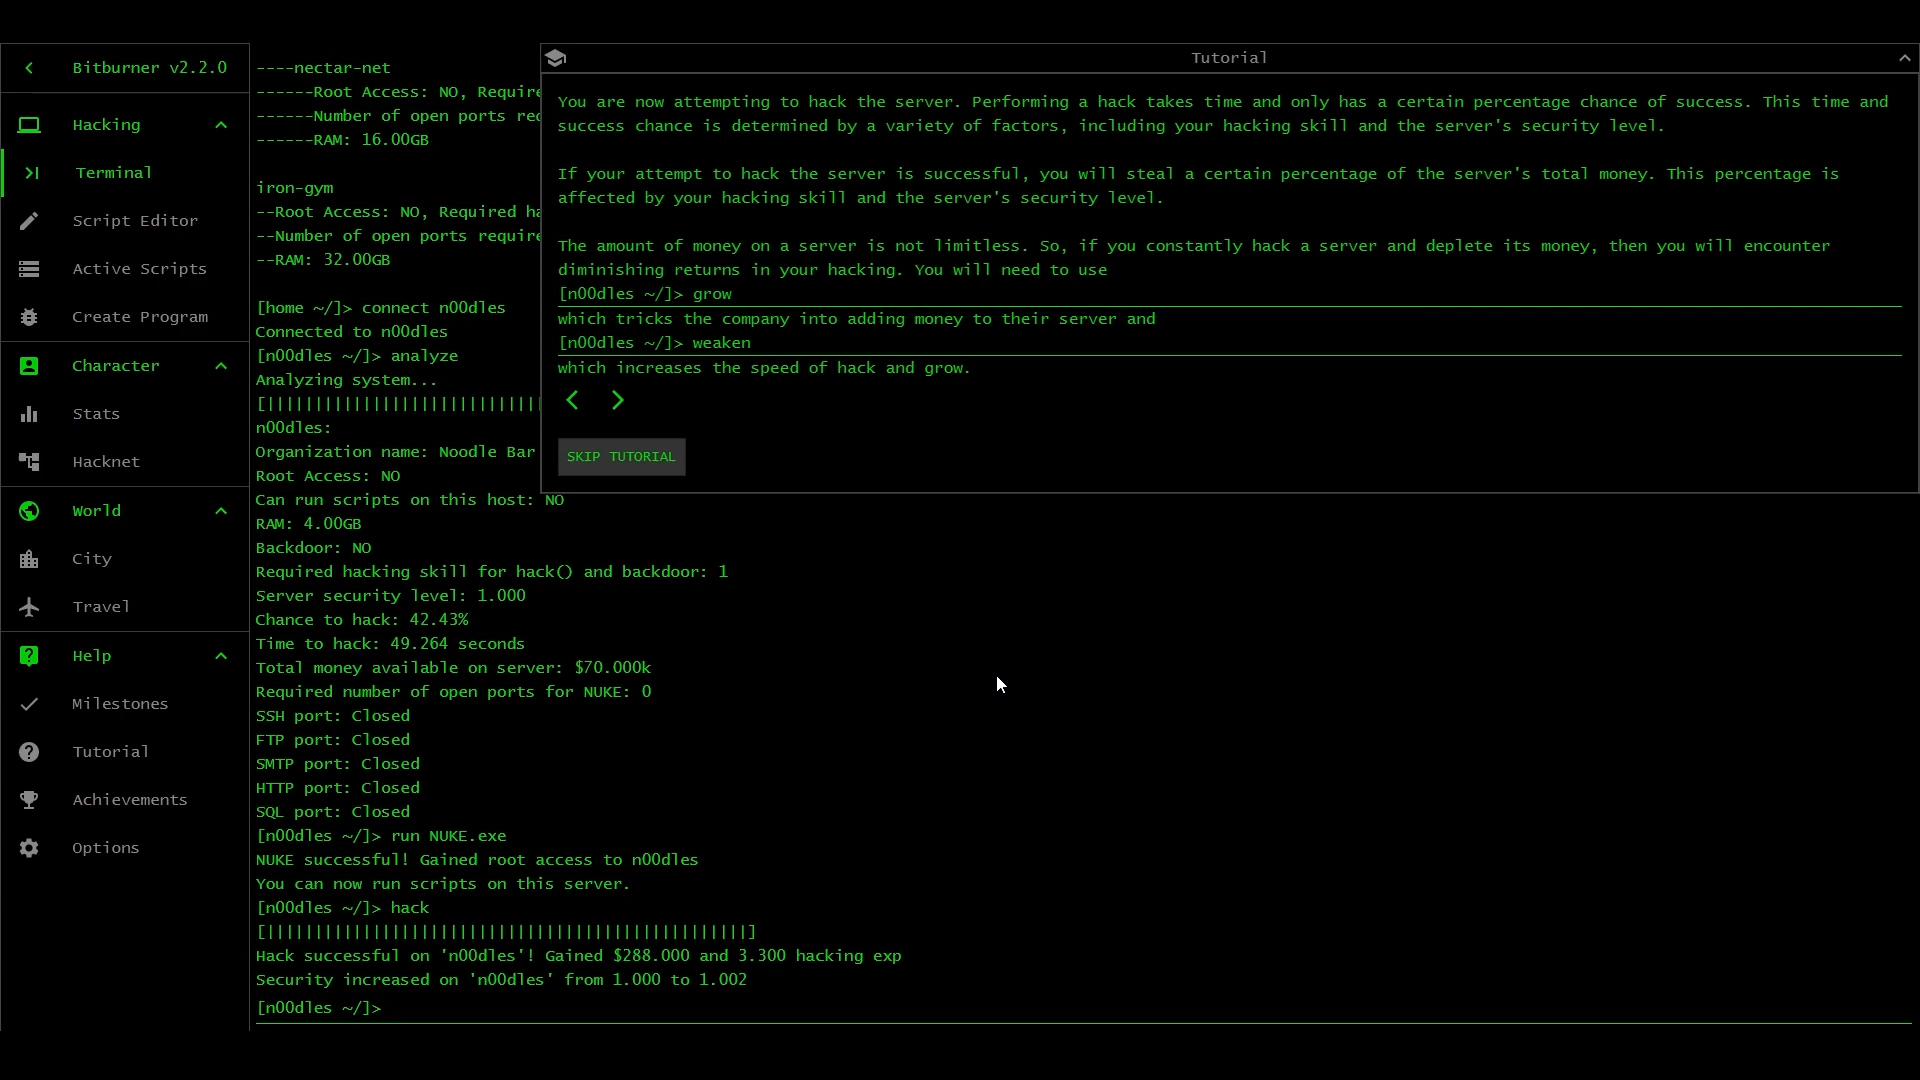 Bitburner v2.2.0
Hacking
Terminal
Script Editor
Active Scripts
Create Program
Character
Stats
Hacknet
World
City
Travel
Help
Milestones
Tutorial
Achievements
Options
----nectar-net
------Root Access: NO, Require
------Number of open ports req
------RAM: 16.00GB
iron-gym
--Root Access: NO, Required ha
--Number of open ports require
--RAM: 32.00GB
[home ~/]> connect n00dles
Connected to n00dles
[n00dles ~/]> analyze
Analyzing system...
[|||||||||||||||||||||||||||||
n00dles:
Organization name: Noodle Bar
Root Access: NO
Can run scripts on this host: NO
RAM: 4.00GB
Backdoor: NO
Required hacking skill for hack() and backdoor: 1
Server security level: 1.000
Chance to hack: 42.43%
Time to hack: 49.264 seconds
Total money available on server: $70.000k
Required number of open ports for NUKE: 0
SSH port: Closed
FTP port: Closed
SMTP port: Closed
HTTP port: Closed
SQL port: Closed
[n00dles ~/]> run NUKE.exe
NUKE successful! Gained root access to n00dles
You can now run scripts on this server.
[n00dles ~/]> hack
[||||||||||||||||||||||||||||||||||||||||||||||||||]
Hack successful on 'n00dles'! Gained $288.000 and 3.300 hacking exp
Security increased on 'n00dles' from 1.000 to 1.002
[n00dles ~/]>
Tutorial
You are now attempting to hack the server. Performing a hack takes time and only has a certain percentage chance of success. This time and
success chance is determined by a variety of factors, including your hacking skill and the server's security level.
If your attempt to hack the server is successful, you will steal a certain percentage of the server's total money. This percentage is
affected by your hacking skill and the server's security level.
The amount of money on a server is not limitless. So, if you constantly hack a server and deplete its money, then you will encounter
diminishing returns in your hacking. You will need to use
[n00dles ~/]> grow
which tricks the company into adding money to their server and
[n00dles ~/]> weaken
which increases the speed of hack and grow.
SKIP TUTORIAL